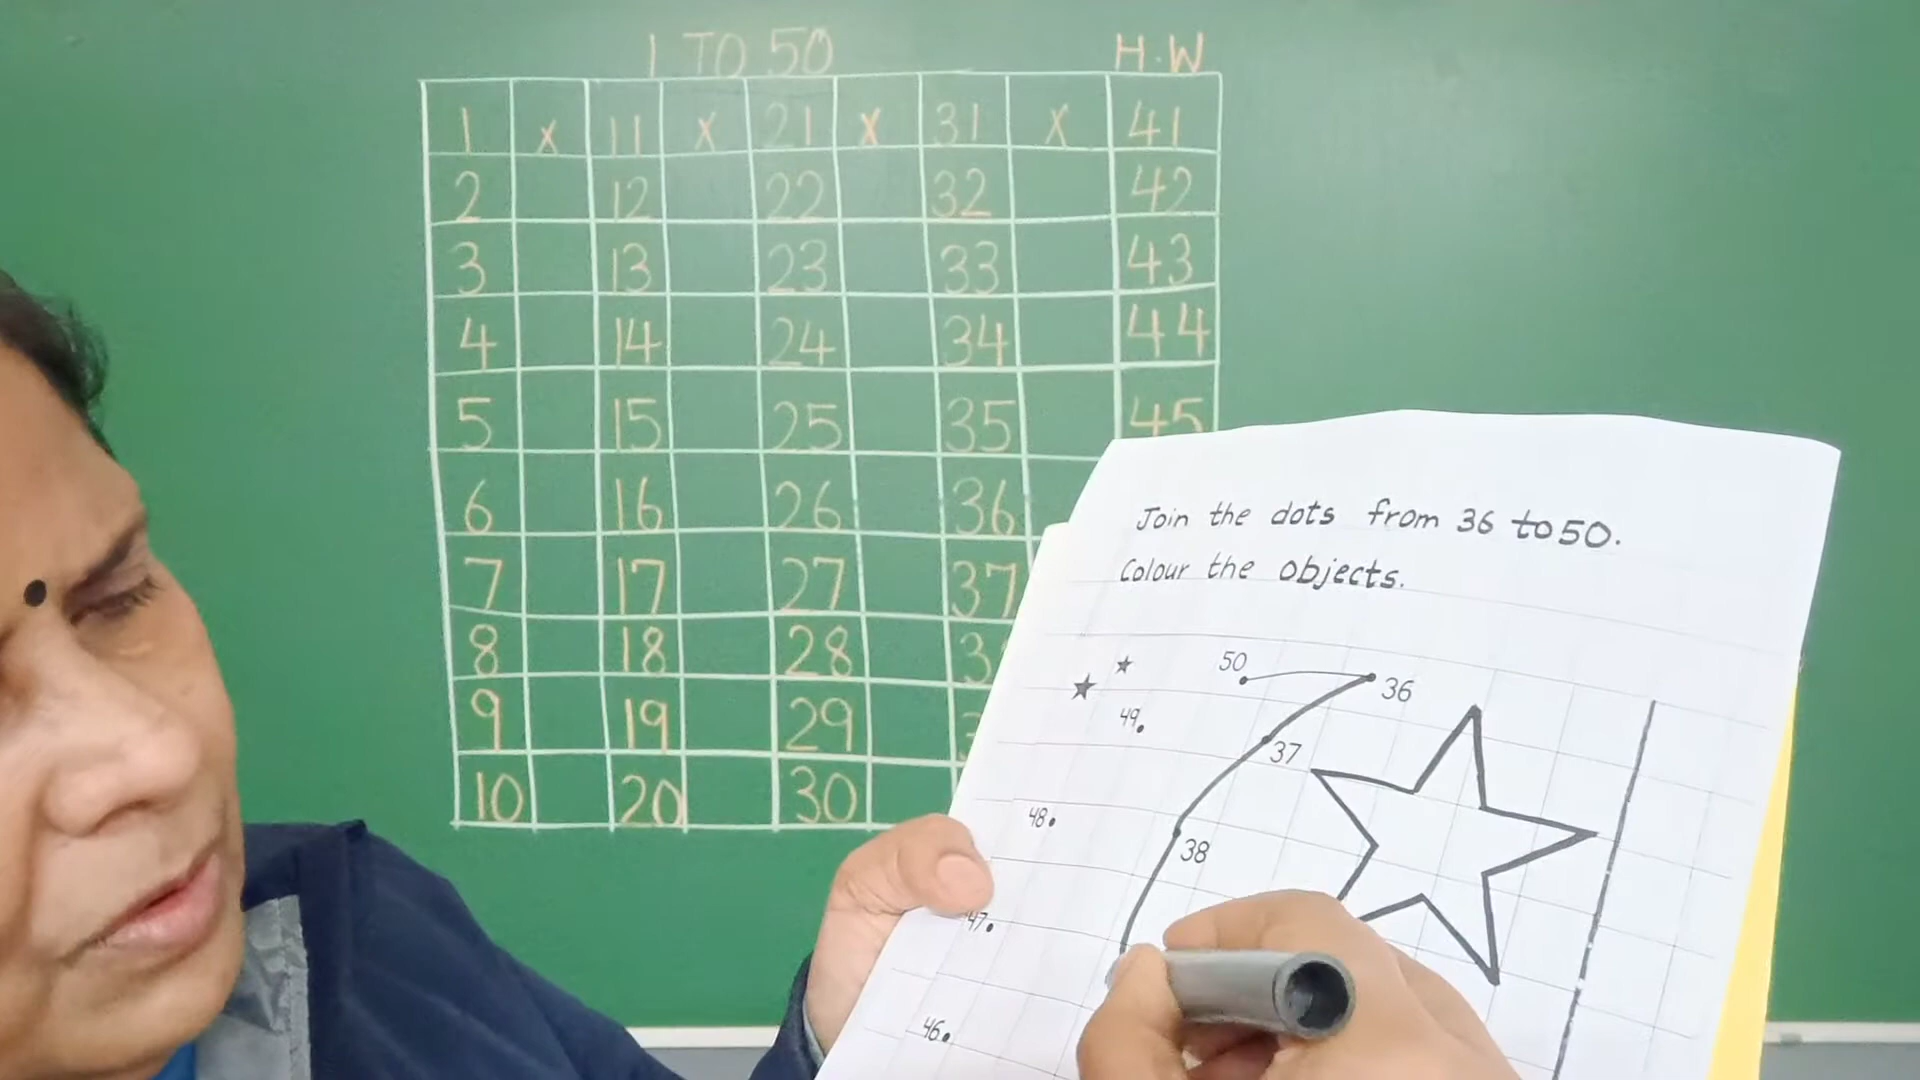 1 TO 50 H.W
1 x 11 x 21 x 31 x 41
2 12 22 32 42
3 13 23 33 43
4 14 24 34 44
5 15 25 35 45
6 16 26 36
7 17 27 37
8 18 28
9 19 29
10 20 30
Join the dots from 36 to 50.
Colour the objects.
50
36
49
37
48
38
47
46